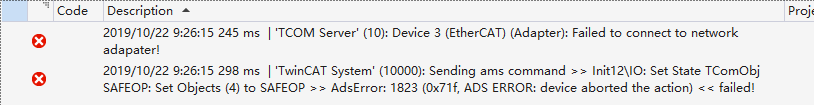 Code Description Proje
2019/10/22 9:26:15 245 ms | 'TCOM Server' (10): Device 3 (EtherCAT) (Adapter): Failed to connect to network
adapater!
2019/10/22 9:26:15 298 ms | 'TwinCAT System' (10000): Sending ams command >> Init12\IO: Set State TComObj
SAFEOP: Set Objects (4) to SAFEOP >> AdsError: 1823 (0x71f, ADS ERROR: device aborted the action) << failed!